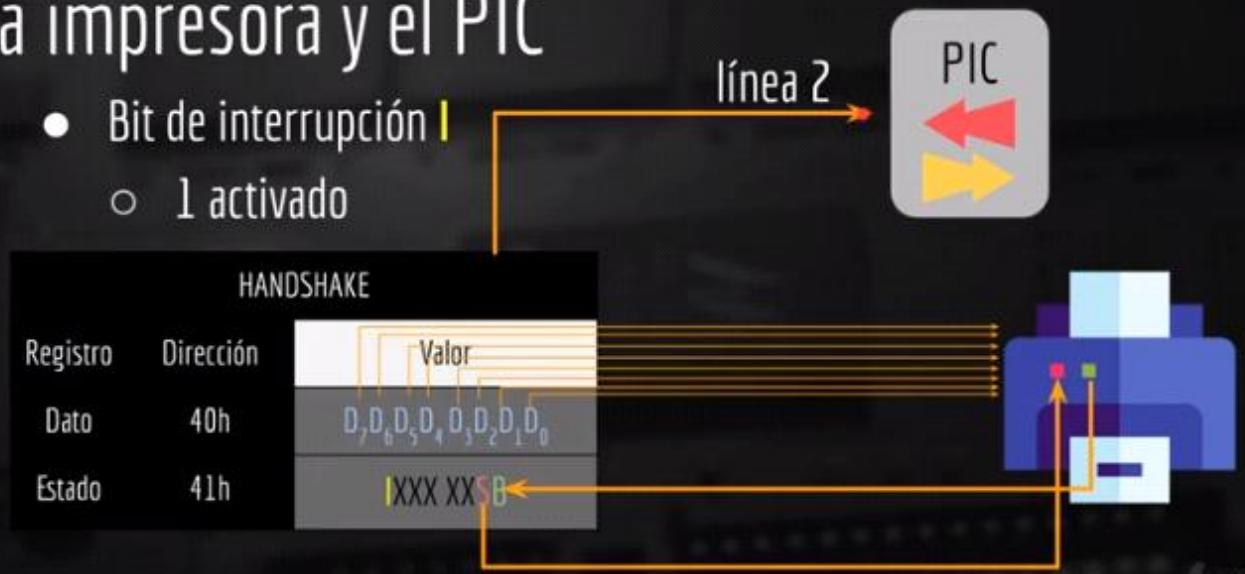 a impresora y el PIC
● Bit de interrupción I
○ 1 activado
línea 2
PIC
HANDSHAKE
Registro Dirección Valor
Dato 40h D7D6D5D4 D3D2D1D0
Estado 41h IXXX XXSB